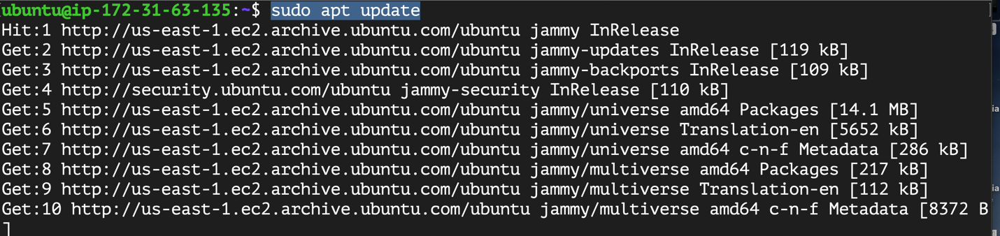 ubuntu@ip-172-31-63-135:~$ sudo apt update
Hit:1 http://us-east-1.ec2.archive.ubuntu.com/ubuntu jammy InRelease
Get:2 http://us-east-1.ec2.archive.ubuntu.com/ubuntu jammy-updates InRelease [119 kB]
Get:3 http://us-east-1.ec2.archive.ubuntu.com/ubuntu jammy-backports InRelease [109 kB]
Get:4 http://security.ubuntu.com/ubuntu jammy-security InRelease [110 kB]
Get:5 http://us-east-1.ec2.archive.ubuntu.com/ubuntu jammy/universe amd64 Packages [14.1 MB]
Get:6 http://us-east-1.ec2.archive.ubuntu.com/ubuntu jammy/universe Translation-en [5652 kB]
Get:7 http://us-east-1.ec2.archive.ubuntu.com/ubuntu jammy/universe amd64 c-n-f Metadata [286 kB]
Get:8 http://us-east-1.ec2.archive.ubuntu.com/ubuntu jammy/multiverse amd64 Packages [217 kB]
Get:9 http://us-east-1.ec2.archive.ubuntu.com/ubuntu jammy/multiverse Translation-en [112 kB]
Get:10 http://us-east-1.ec2.archive.ubuntu.com/ubuntu jammy/multiverse amd64 c-n-f Metadata [8372 B
]